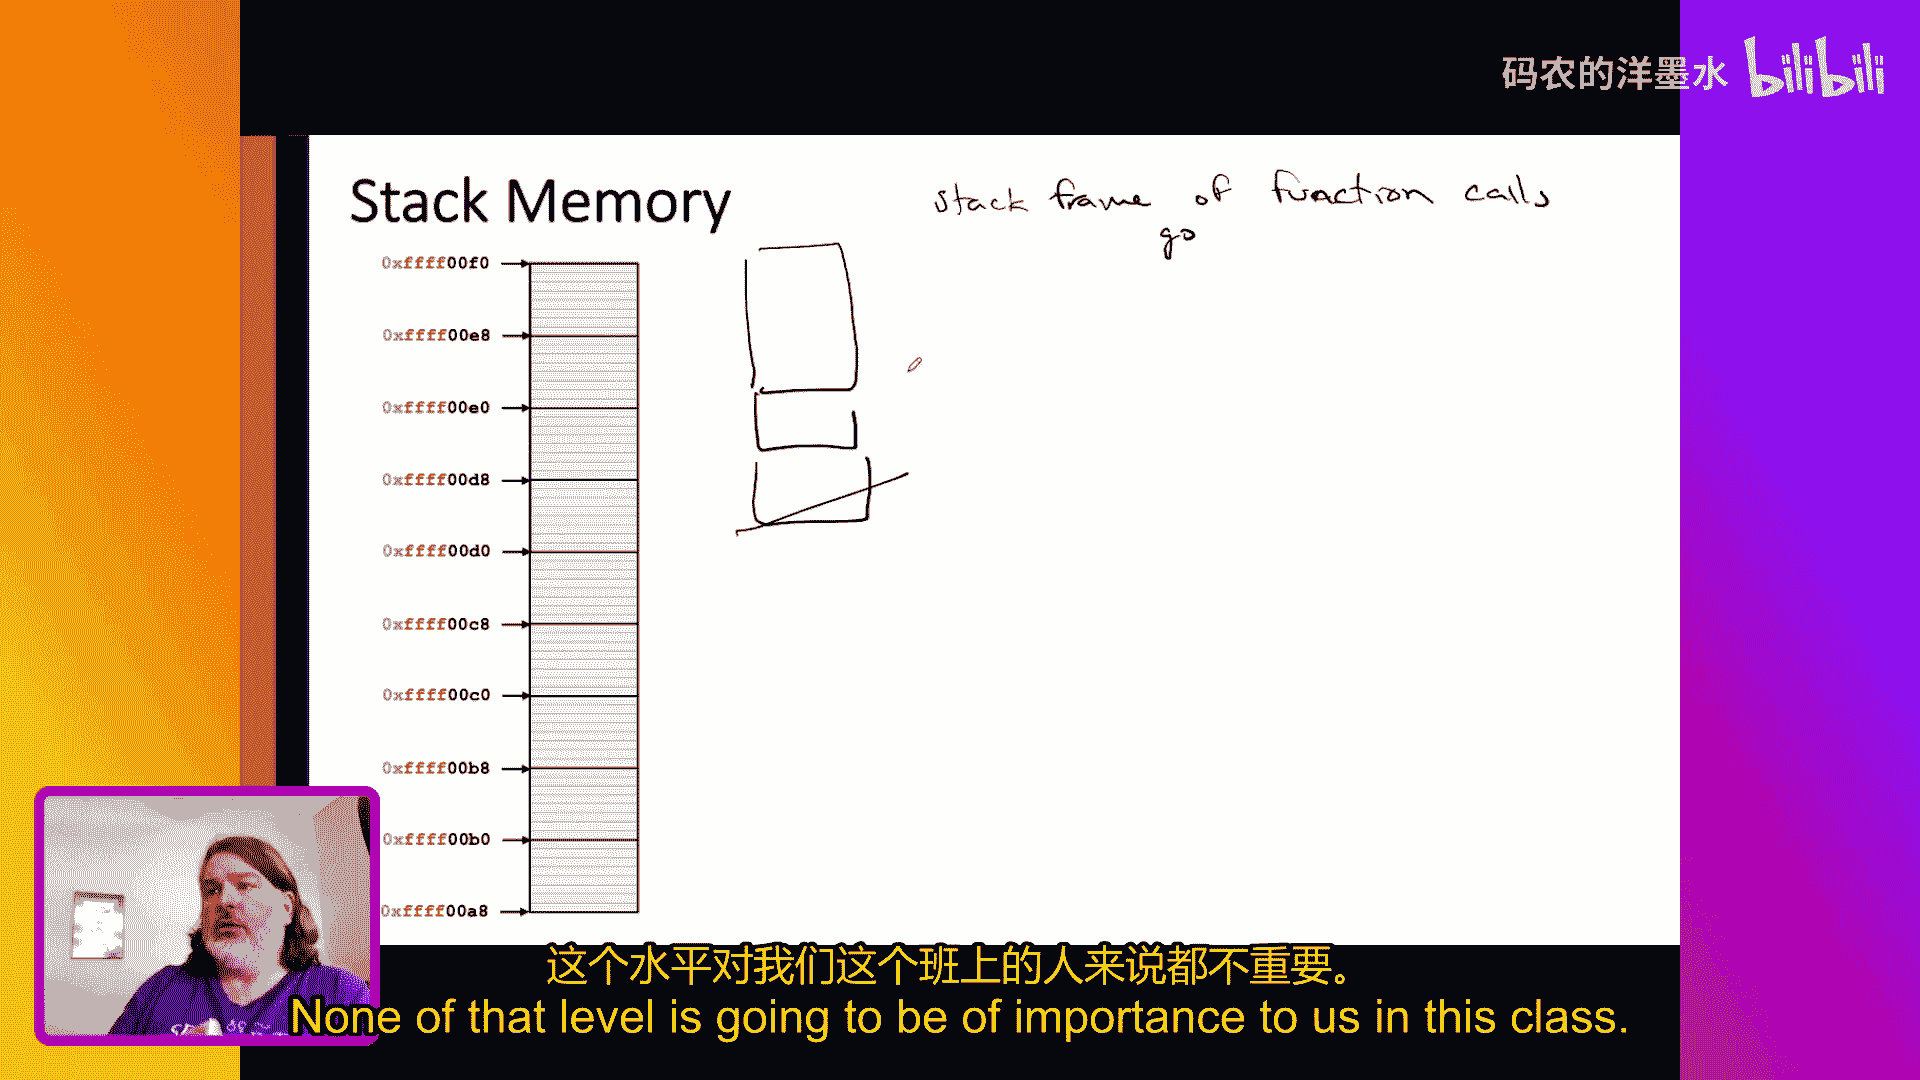 码农的洋墨水 bilibili
Stack Memory
stack frame of function calls
go
0xffff00f0
0xffff00e8
0xffff00e0
0xffff00d8
0xffff00d0
0xffff00c8
0xffff00c0
0xffff00b8
0xffff00b0
0xffff00a8
这个水平对我们这个班上的人来说都不重要。
None of that level is going to be of importance to us in this class.